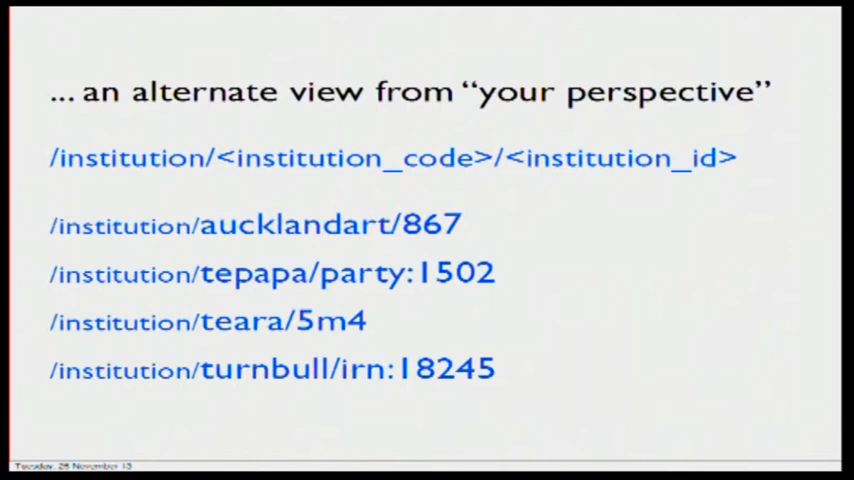 ... an alternate view from “your perspective”
/institution/<institution_code>/<institution_id>
/institution/aucklandart/867
/institution/tepapa/party:1502
/institution/teara/5m4
/institution/turnbull/irn:18245
Tuesday, 26 November 13